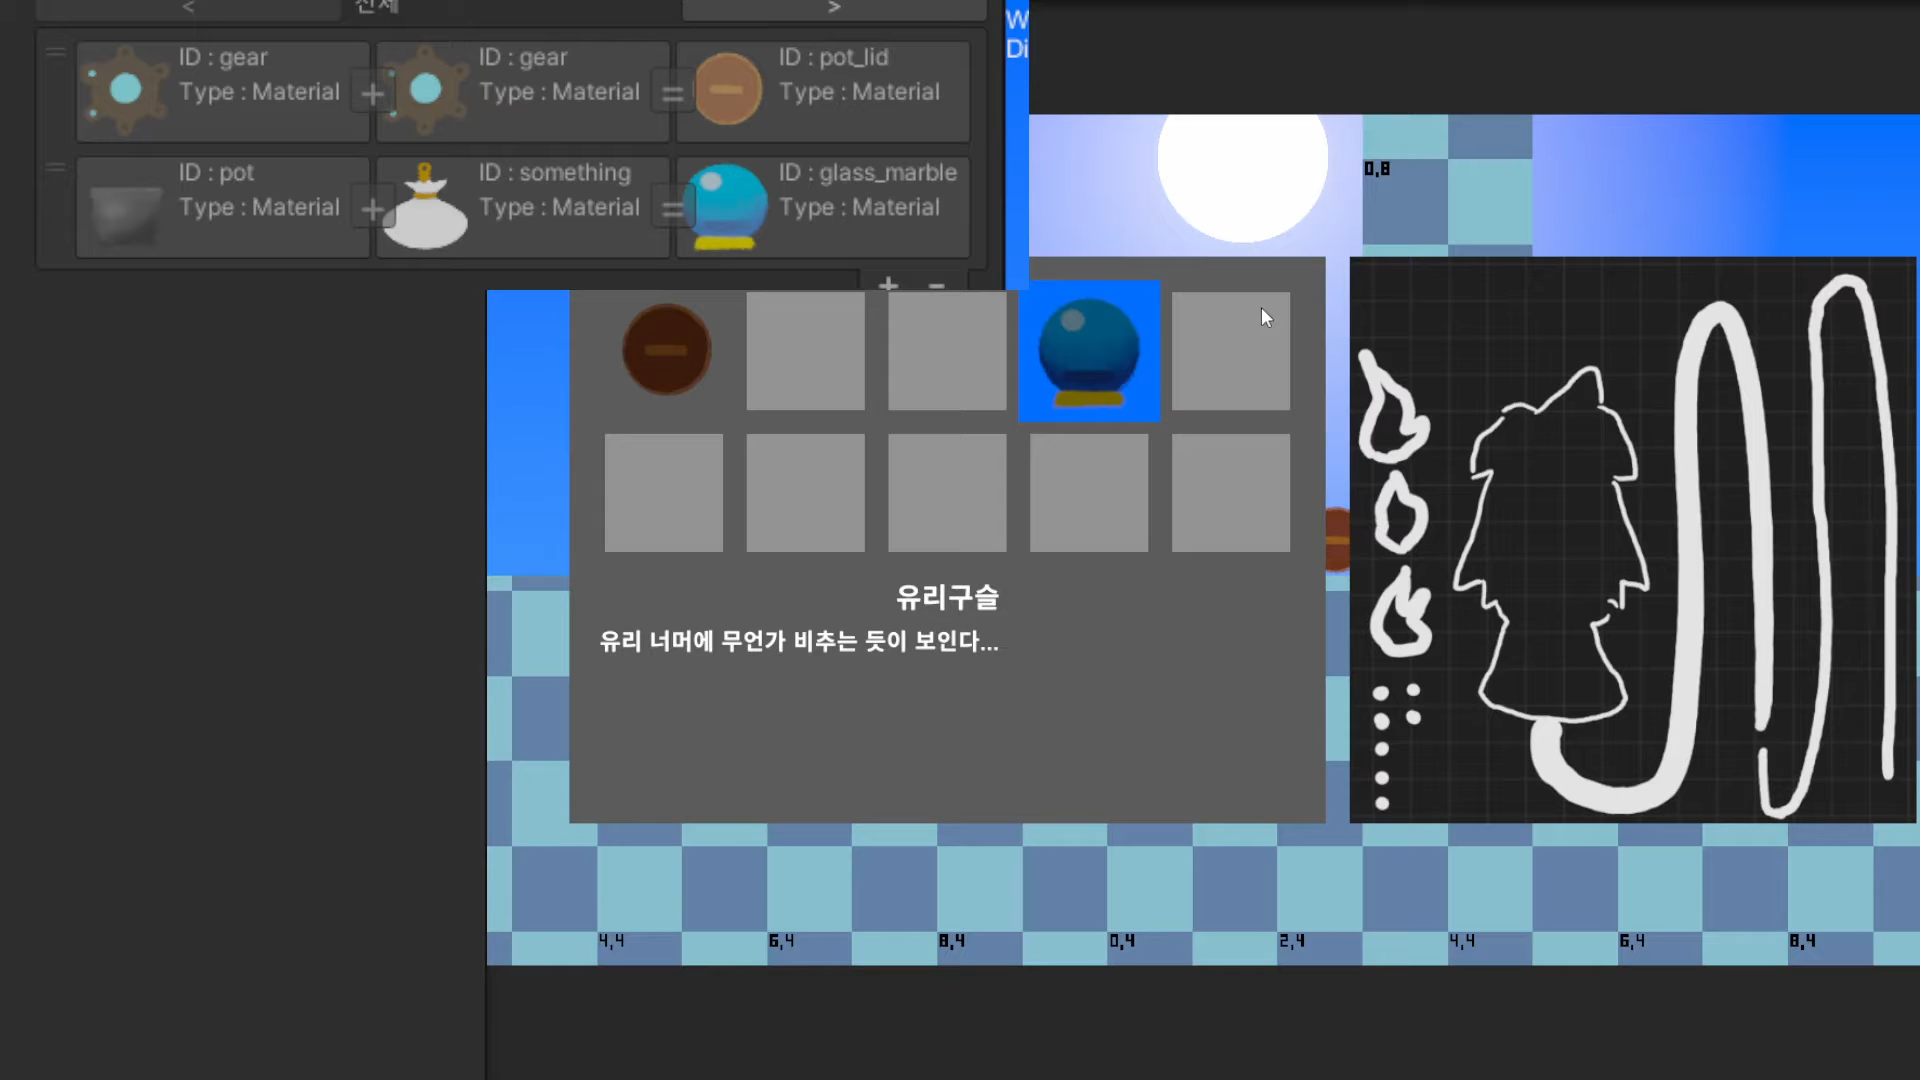 < 전체 >
ID : gear
Type : Material
+
ID : gear
Type : Material
=
ID : pot_lid
Type : Material
ID : pot
Type : Material
+
ID : something
Type : Material
=
ID : glass_marble
Type : Material
+ −
W
Di
0,8
유리구슬
유리 너머에 무언가 비추는 듯이 보인다...
4,4 6,4 8,4 0,4 2,4 4,4 6,4 8,4